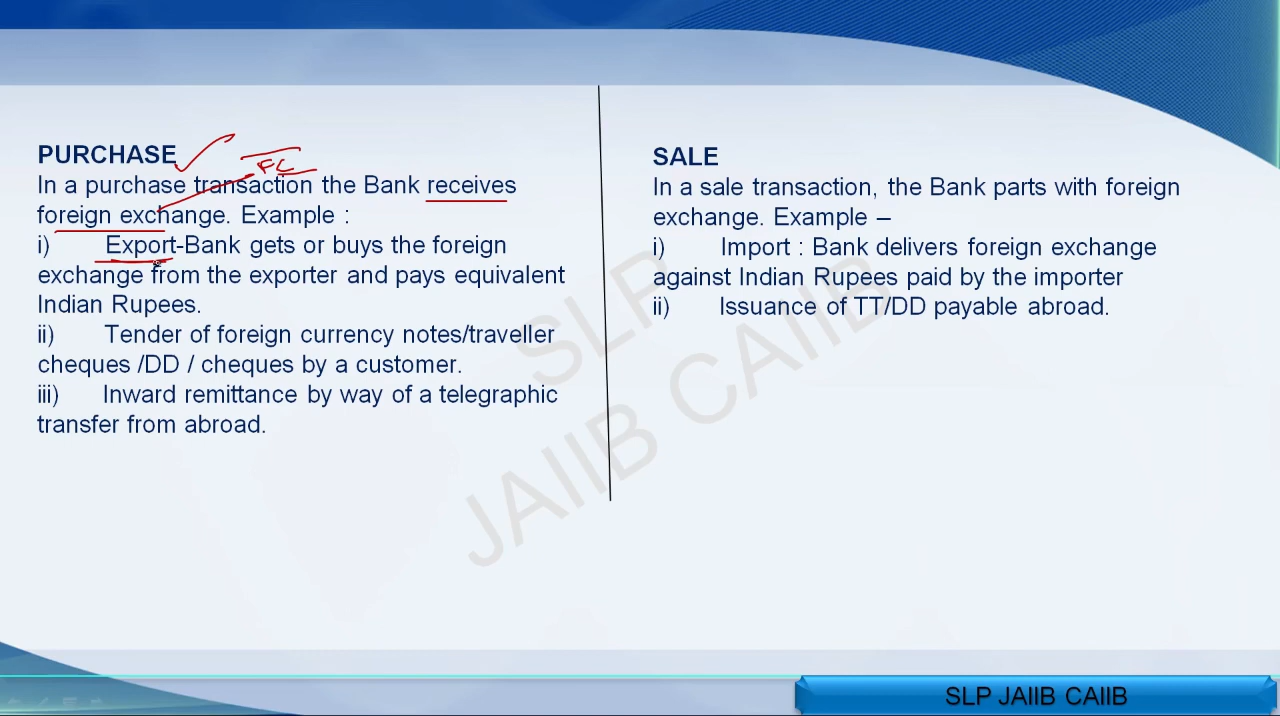 PURCHASE
FC
In a purchase transaction the Bank receives
foreign exchange. Example :
i) Export-Bank gets or buys the foreign
exchange from the exporter and pays equivalent
Indian Rupees.
ii) Tender of foreign currency notes/traveller
cheques /DD / cheques by a customer.
iii) Inward remittance by way of a telegraphic
transfer from abroad.
SALE
In a sale transaction, the Bank parts with foreign
exchange. Example –
i) Import : Bank delivers foreign exchange
against Indian Rupees paid by the importer
ii) Issuance of TT/DD payable abroad.
SLP
JAIIB CAIIB
SLP JAIIB CAIIB